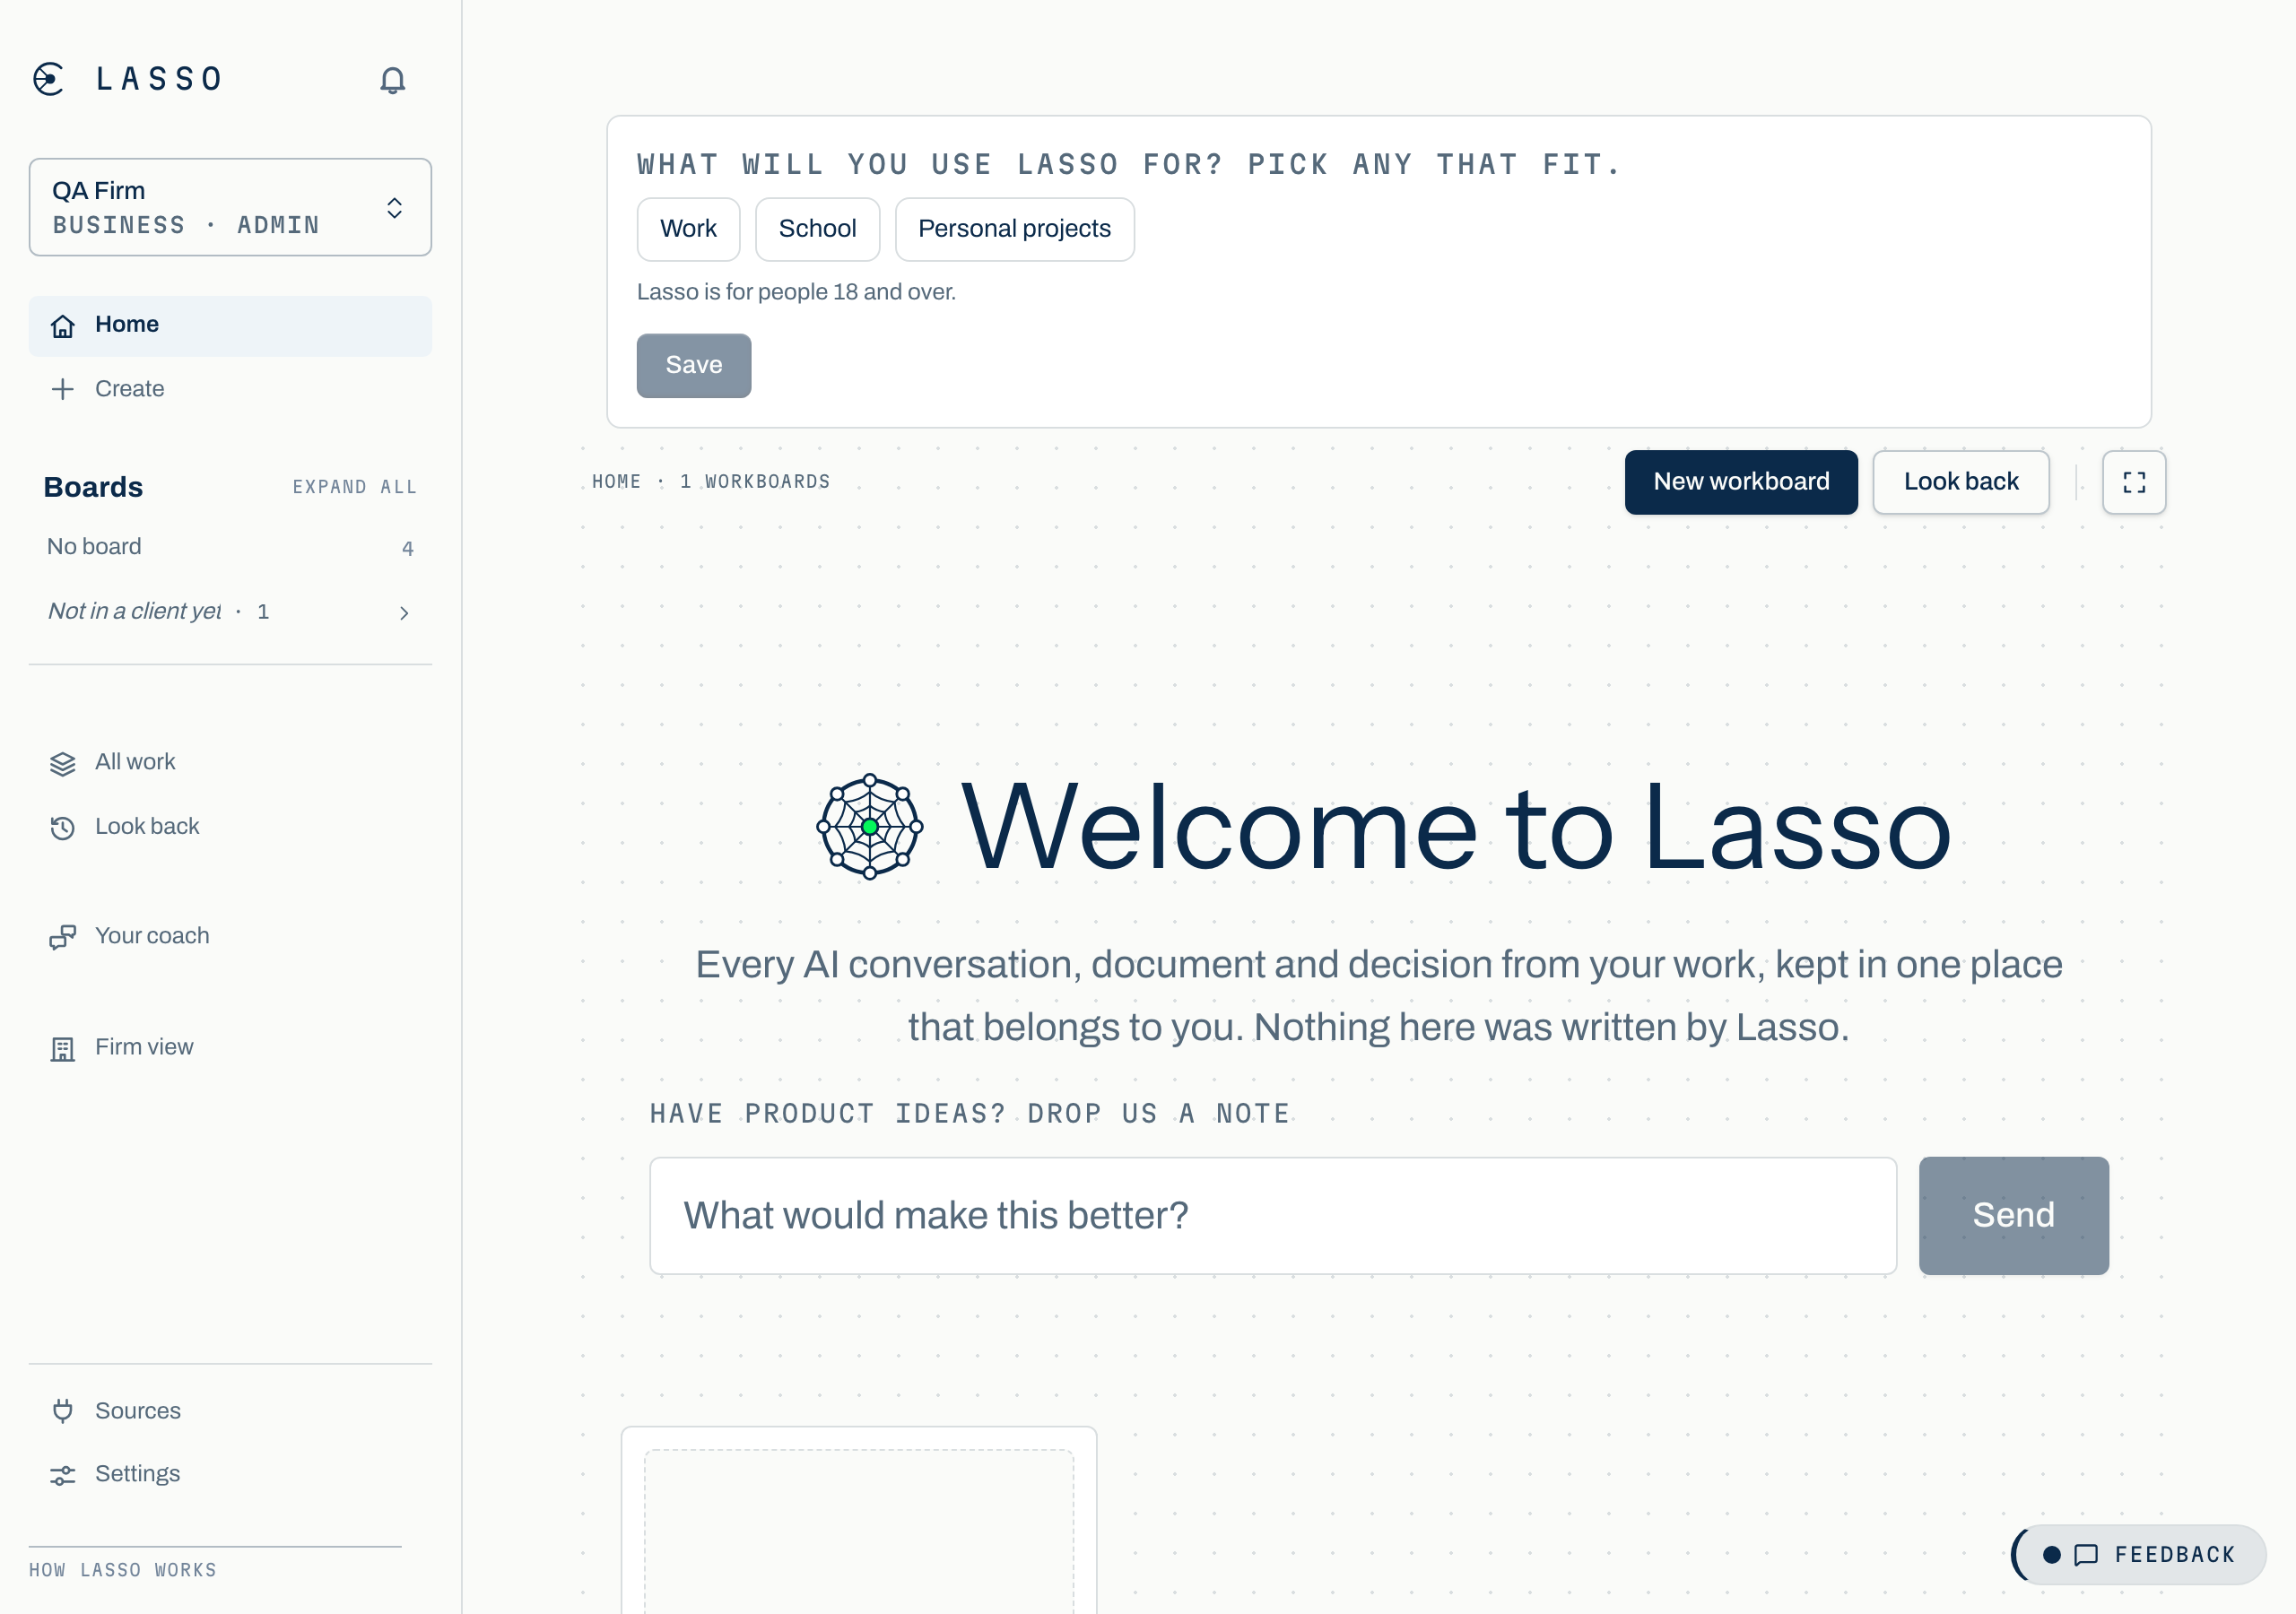 LASSO
QA Firm
BUSINESS · ADMIN
Home
Create
Boards EXPAND ALL
No board 4
Not in a client yet · 1
All work
Look back
Your coach
Firm view
Sources
Settings
HOW LASSO WORKS
WHAT WILL YOU USE LASSO FOR? PICK ANY THAT FIT.
Work School Personal projects
Lasso is for people 18 and over.
Save
HOME · 1 WORKBOARDS
New workboard Look back
Welcome to Lasso
Every AI conversation, document and decision from your work, kept in one place
that belongs to you. Nothing here was written by Lasso.
HAVE PRODUCT IDEAS? DROP US A NOTE
What would make this better? Send
FEEDBACK